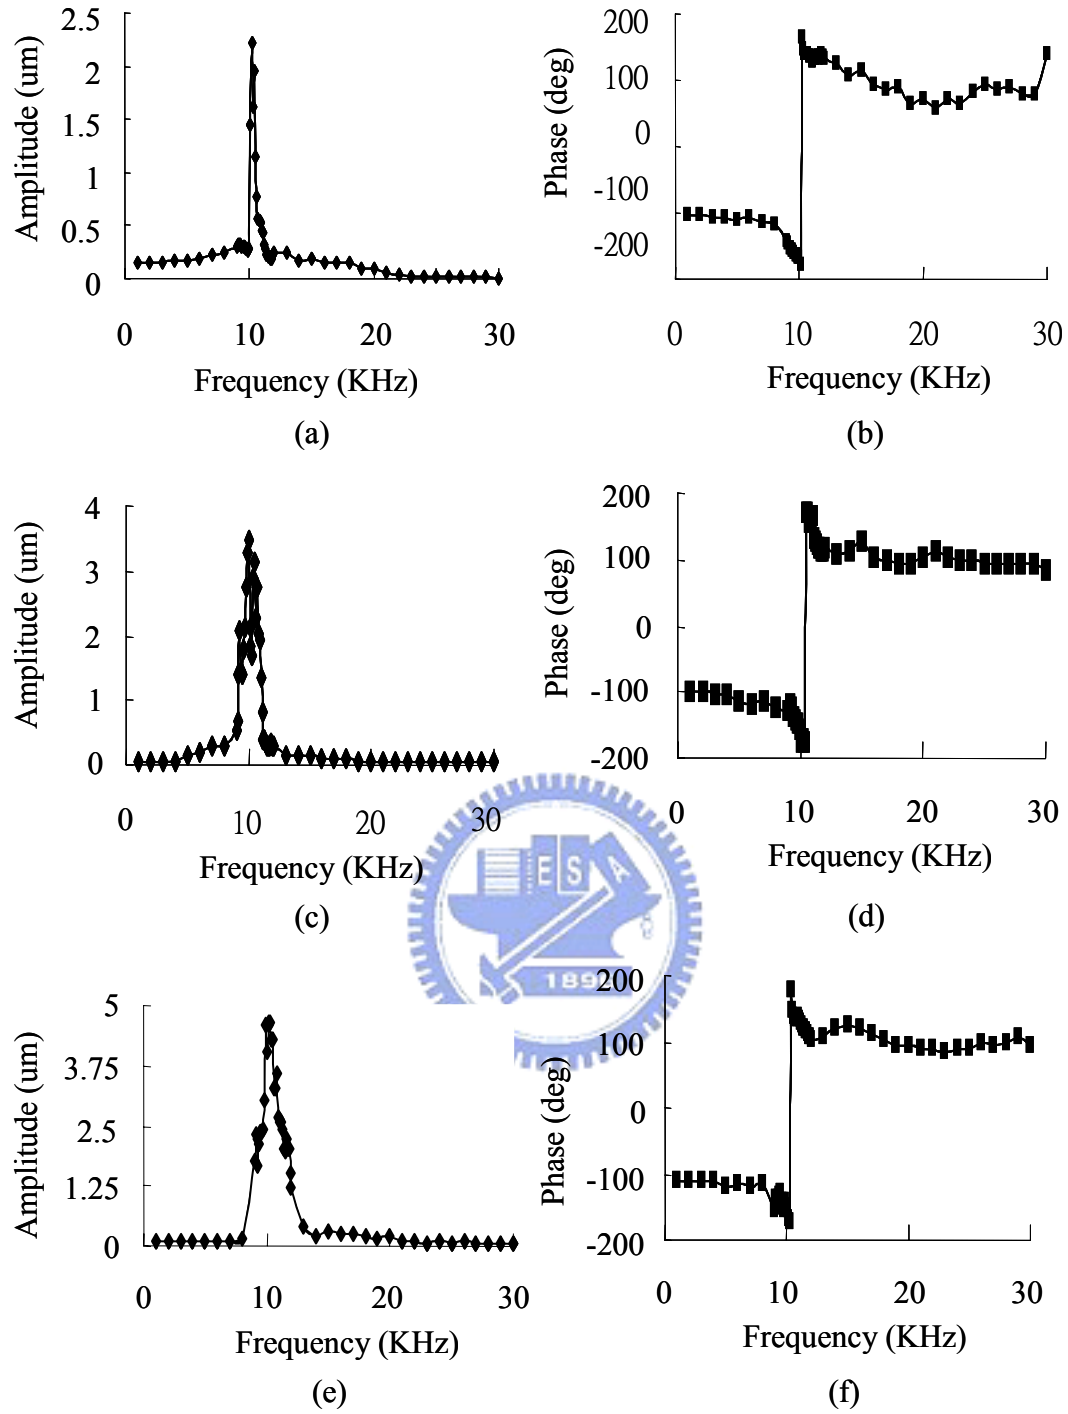 2.5
2
1.5
1
0.5
0
Amplitude (um)
0 10 20 30
Frequency (KHz)
(a)
200
100
0
-100
-200
Phase (deg)
0 10 20 30
Frequency (KHz)
(b)
4
3
2
1
0
Amplitude (um)
0 10 20 30
Frequency (KHz)
(c)
200
100
0
-100
-200
Phase (deg)
0 10 20 30
Frequency (KHz)
(d)
E S A
1896
5
3.75
2.5
1.25
0
Amplitude (um)
0 10 20 30
Frequency (KHz)
(e)
200
100
0
-100
-200
Phase (deg)
0 10 20 30
Frequency (KHz)
(f)